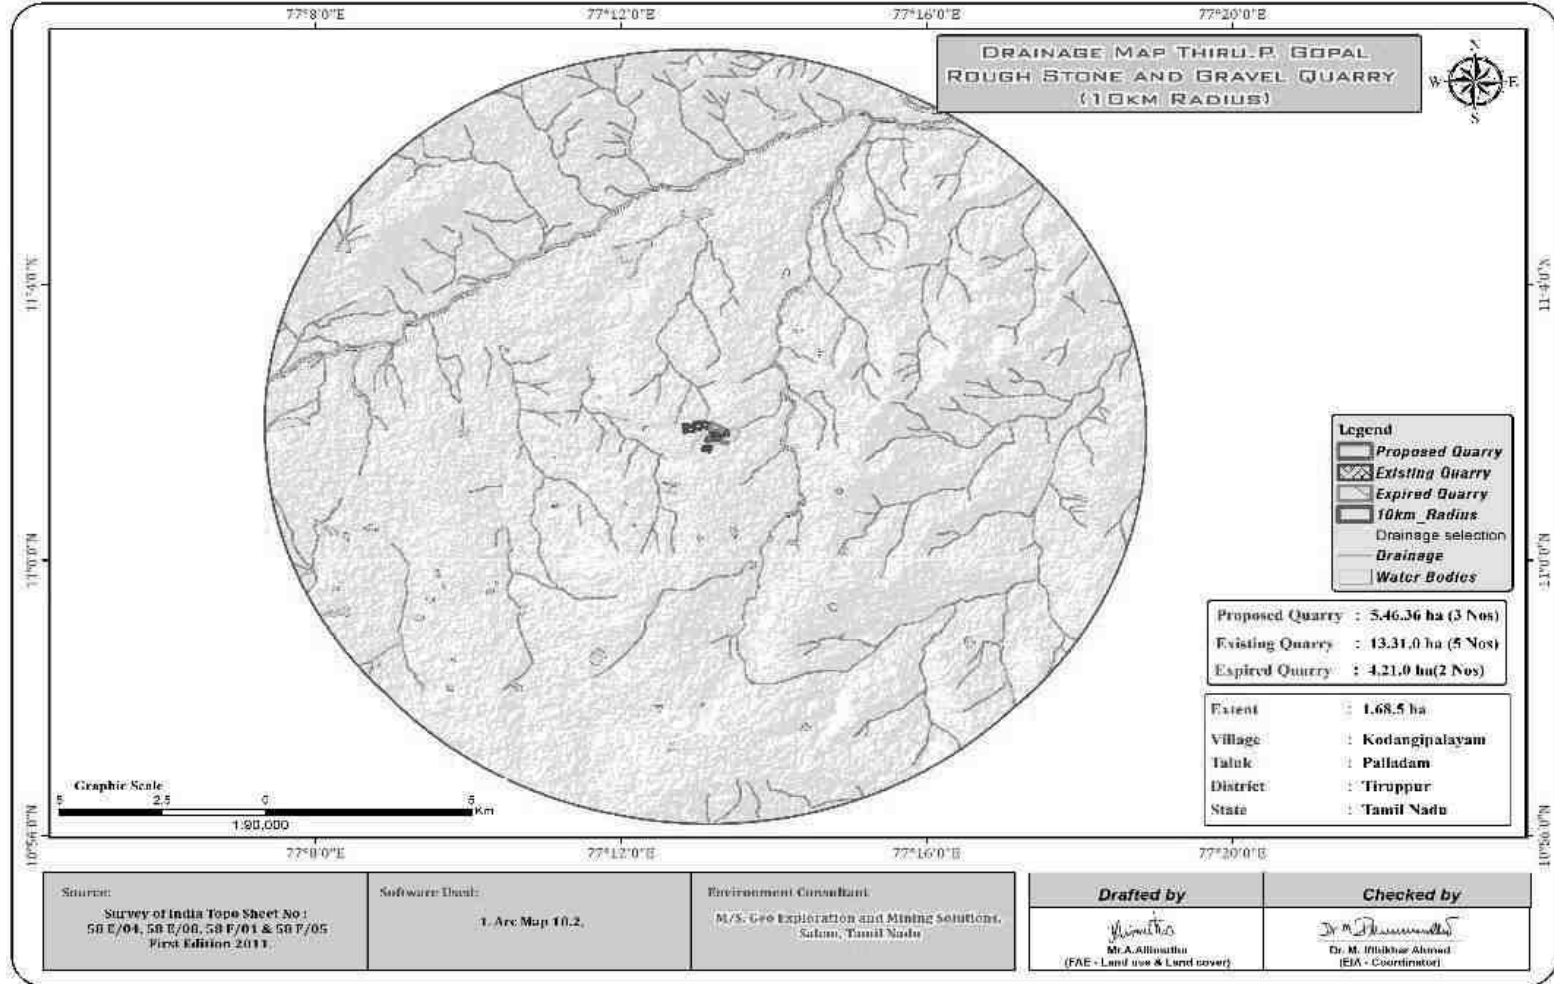 77°8'0"E 77°12'0"E 77°16'0"E 77°20'0"E
DRAINAGE MAP THIRU.P. GOPAL
ROUGH STONE AND GRAVEL QUARRY
(10KM RADIUS)
N
W E
S
11°4'0"N 11°4'0"N
Legend
Proposed Quarry
Existing Quarry
Expired Quarry
10km_Radius
Drainage selection
Drainage
Water Bodies
11°0'0"N 11°0'0"N
Proposed Quarry : 5.46.36 ha (3 Nos)
Existing Quarry : 13.31.0 ha (5 Nos)
Expired Quarry : 4.21.0 ha(2 Nos)
Extent : 1.68.5 ha
Village : Kodangipalayam
Taluk : Palladam
District : Tiruppur
State : Tamil Nadu
Graphic Scale
5 2.5 0 5
Km
1:90,000
10°56'0"N 10°56'0"N
77°8'0"E 77°12'0"E 77°16'0"E 77°20'0"E
Source:
Survey of India Topo Sheet No :
58 E/04, 58 E/08, 58 F/01 & 58 F/05
First Edition 2011.
Software Used:
1. Arc Map 10.2,
Environment Consultant
M/S. Geo Exploration and Mining Solutions,
Salem, Tamil Nadu
Drafted by
Mr.A.Allimuthu
(FAE - Land use & Land cover)
Checked by
Dr. M. Ifthikhar Ahmed
(EIA - Coordinator)